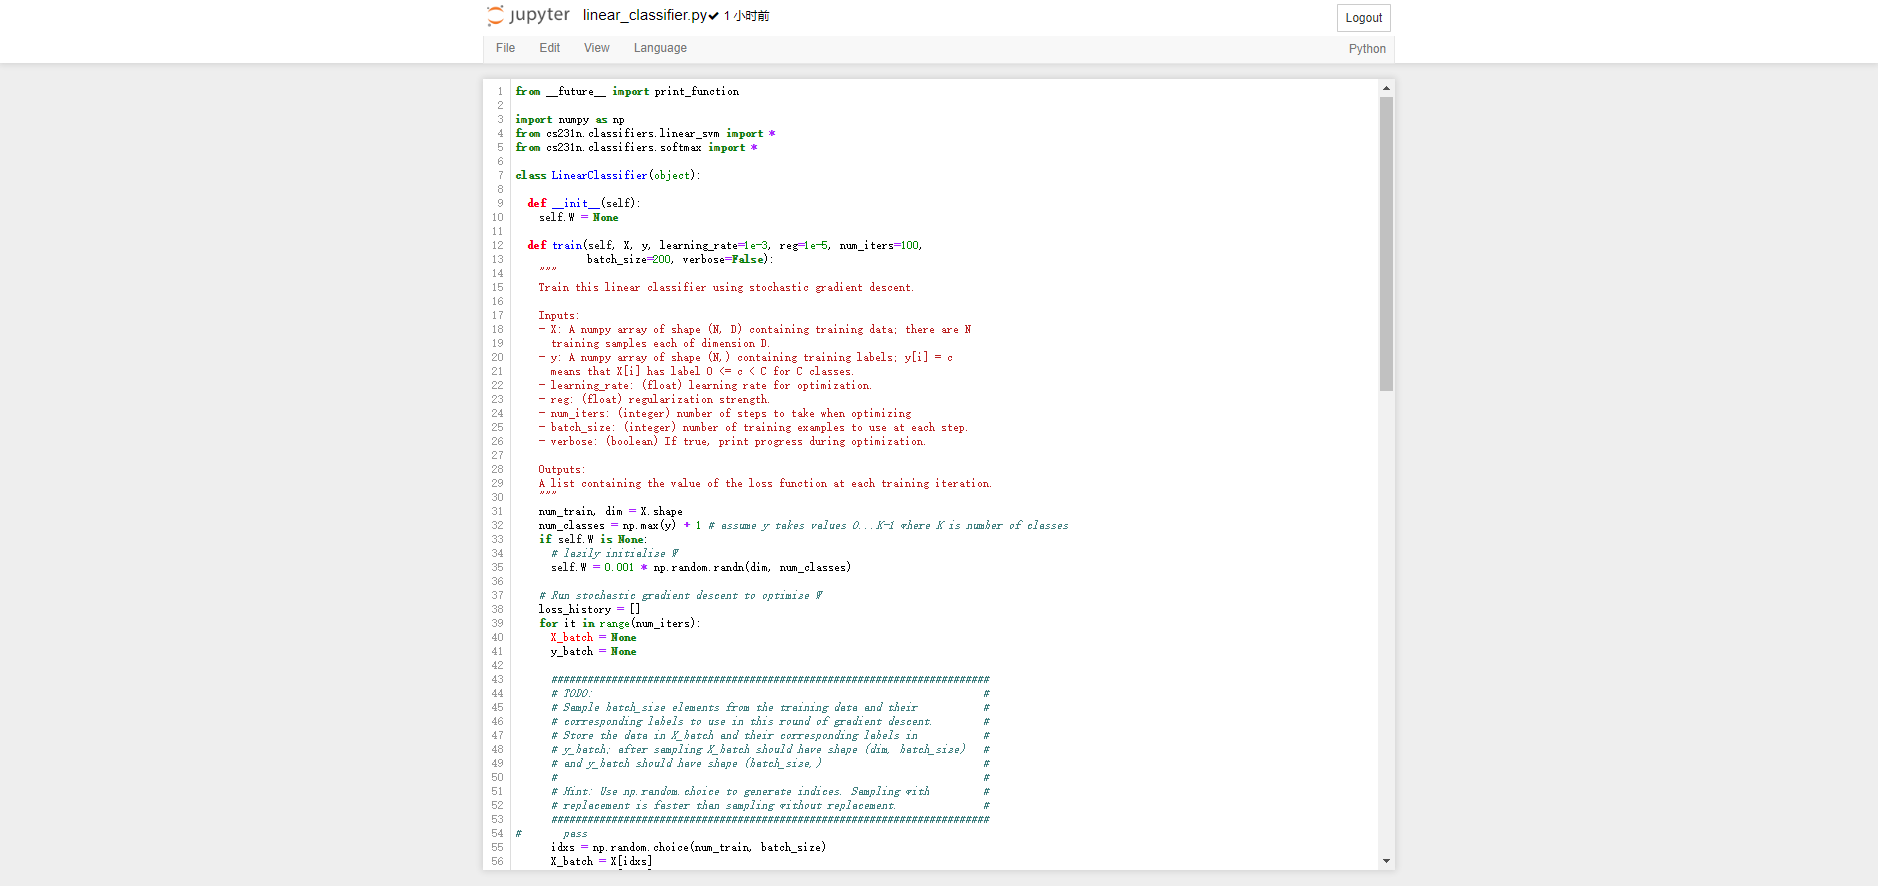 jupyter linear_classifier.py✔ 1 小时前
Logout
File Edit View Language
Python
1 from __future__ import print_function
2
3 import numpy as np
4 from cs231n.classifiers.linear_svm import *
5 from cs231n.classifiers.softmax import *
6
7 class LinearClassifier(object):
8
9   def __init__(self):
10     self.W = None
11
12   def train(self, X, y, learning_rate=1e-3, reg=1e-5, num_iters=100,
13             batch_size=200, verbose=False):
14     """
15     Train this linear classifier using stochastic gradient descent.
16
17     Inputs:
18     - X: A numpy array of shape (N, D) containing training data; there are N
19       training samples each of dimension D.
20     - y: A numpy array of shape (N,) containing training labels; y[i] = c
21       means that X[i] has label 0 <= c < C for C classes.
22     - learning_rate: (float) learning rate for optimization.
23     - reg: (float) regularization strength.
24     - num_iters: (integer) number of steps to take when optimizing
25     - batch_size: (integer) number of training examples to use at each step.
26     - verbose: (boolean) If true, print progress during optimization.
27
28     Outputs:
29     A list containing the value of the loss function at each training iteration.
30     """
31     num_train, dim = X.shape
32     num_classes = np.max(y) + 1 # assume y takes values 0...K-1 where K is number of classes
33     if self.W is None:
34       # lazily initialize W
35       self.W = 0.001 * np.random.randn(dim, num_classes)
36
37     # Run stochastic gradient descent to optimize W
38     loss_history = []
39     for it in range(num_iters):
40       X_batch = None
41       y_batch = None
42
43       #########################################################################
44       # TODO:                                                                 #
45       # Sample batch_size elements from the training data and their           #
46       # corresponding labels to use in this round of gradient descent.        #
47       # Store the data in X_batch and their corresponding labels in           #
48       # y_batch; after sampling X_batch should have shape (dim, batch_size)   #
49       # and y_batch should have shape (batch_size,)                           #
50       #                                                                       #
51       # Hint: Use np.random.choice to generate indices. Sampling with         #
52       # replacement is faster than sampling without replacement.              #
53       #########################################################################
54 #       pass
55       idxs = np.random.choice(num_train, batch_size)
56       X_batch = X[idxs]